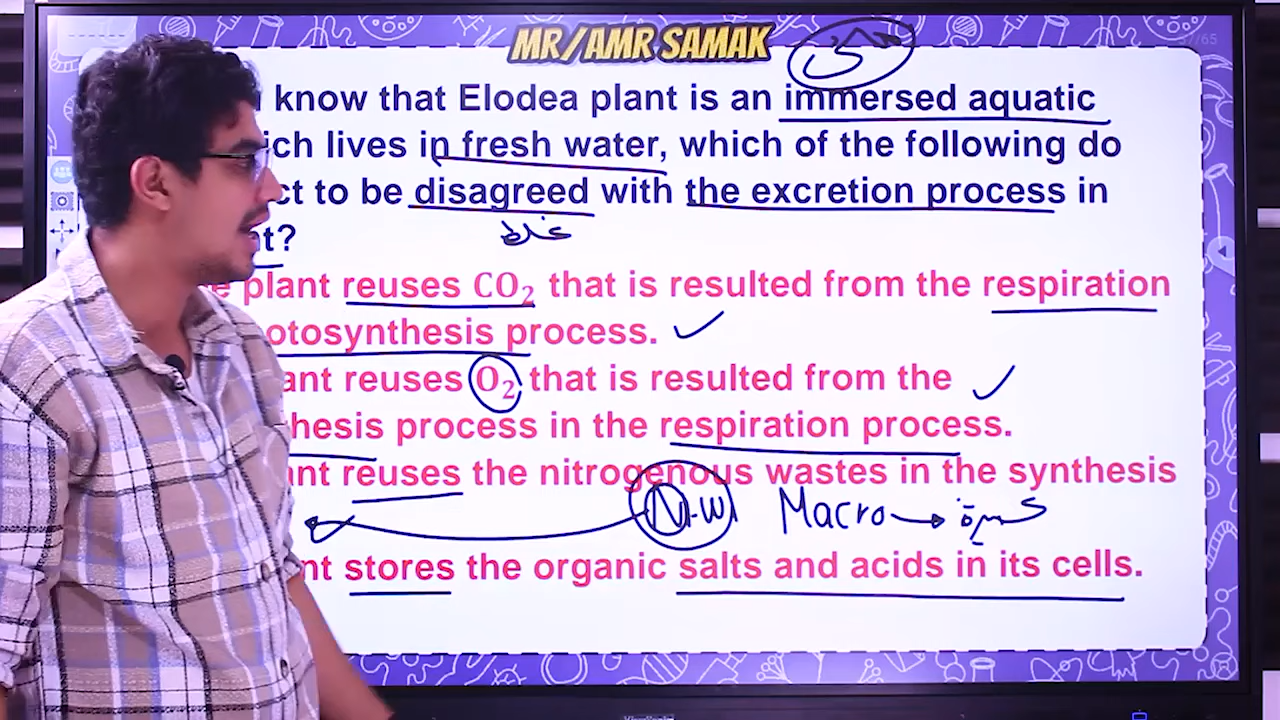 MR/AMR SAMAK
/65
know that Elodea plant is an immersed aquatic
ich lives in fresh water, which of the following do
ct to be disagreed with the excretion process in
nt?
e plant reuses CO₂ that is resulted from the respiration
otosynthesis process.
ant reuses O₂ that is resulted from the
hesis process in the respiration process.
ant reuses the nitrogenous wastes in the synthesis
N.W Macro
nt stores the organic salts and acids in its cells.